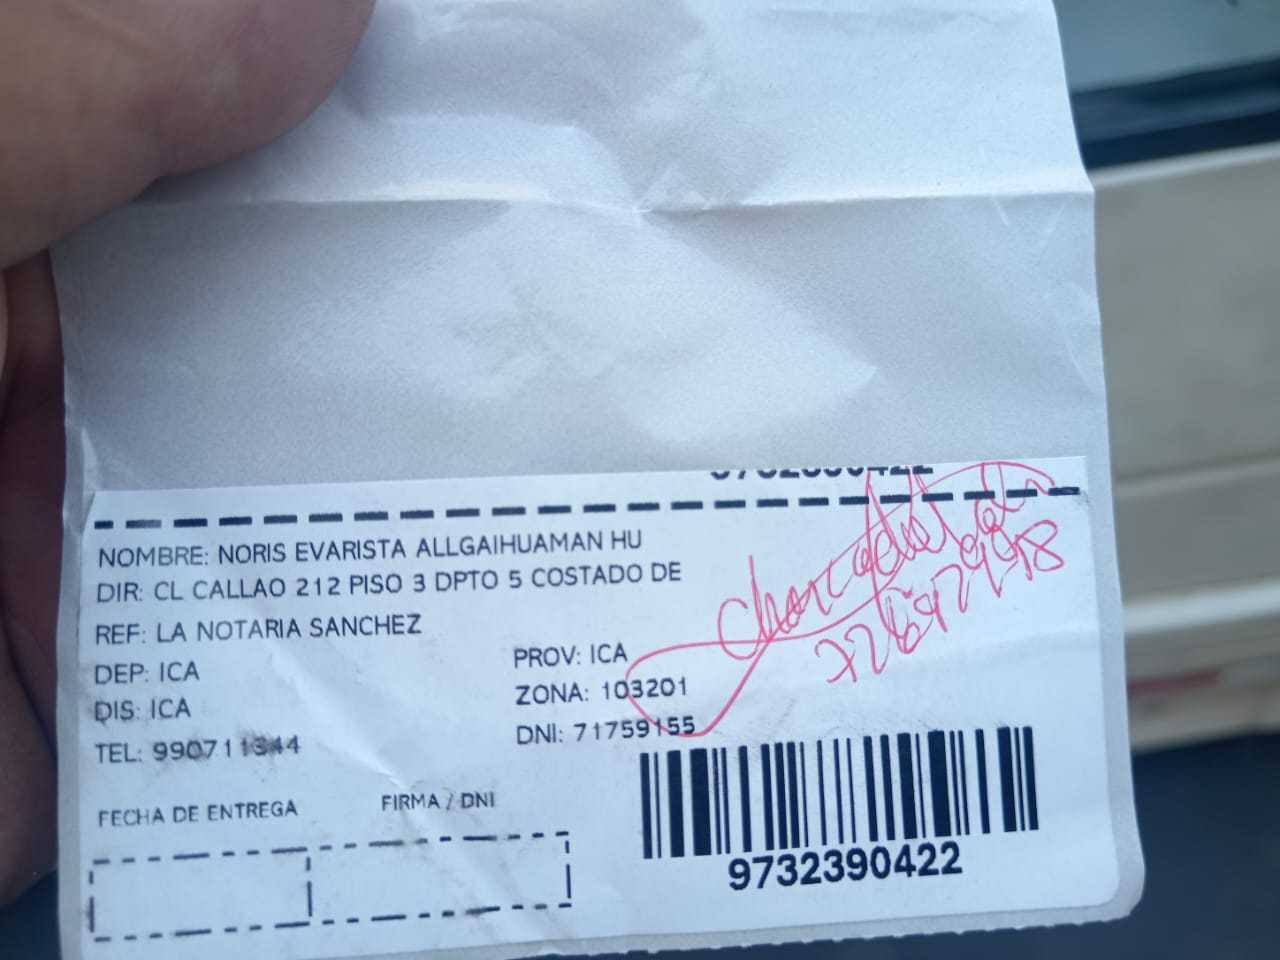 NOMBRE: NORIS EVARISTA ALLGAIHUAMAN HU
DIR: CL CALLAO 212 PISO 3 DPTO 5 COSTADO DE
REF: LA NOTARIA SANCHEZ
DEP: ICA
PROV: ICA
DIS: ICA
ZONA: 103201
TEL: 990711344
DNI: 71759155
FECHA DE ENTREGA
FIRMA / DNI
9732390422